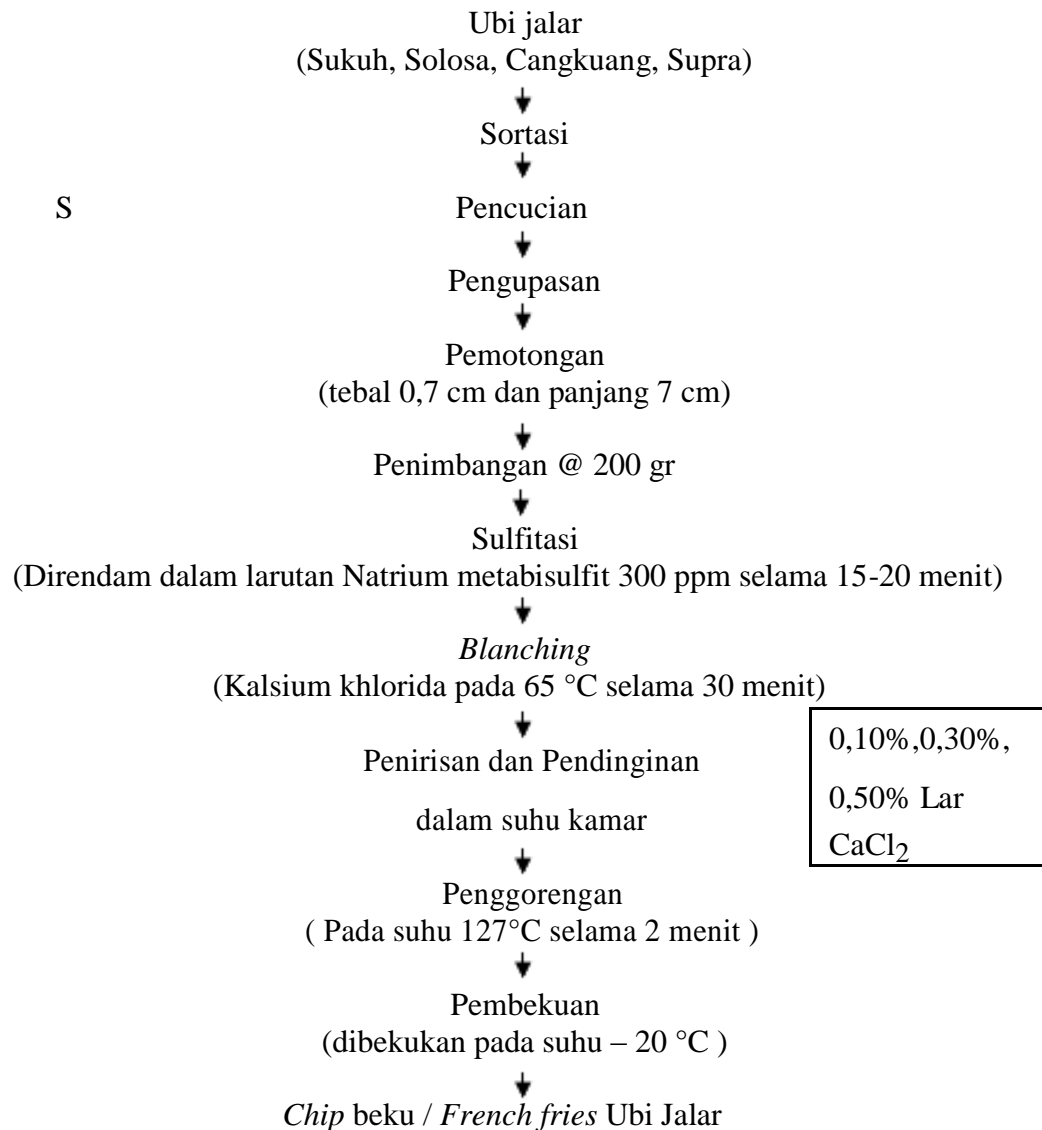 Ubi jalar
(Sukuh, Solosa, Cangkuang, Supra)
Sortasi
S
Pencucian
Pengupasan
Pemotongan
(tebal 0,7 cm dan panjang 7 cm)
Penimbangan @ 200 gr
Sulfitasi
(Direndam dalam larutan Natrium metabisulfit 300 ppm selama 15-20 menit)
Blanching
(Kalsium khlorida pada 65 °C selama 30 menit)
0,10%,0,30%,
0,50% Lar
CaCl2
Penirisan dan Pendinginan
dalam suhu kamar
Penggorengan
( Pada suhu 127°C selama 2 menit )
Pembekuan
(dibekukan pada suhu – 20 °C )
Chip beku / French fries Ubi Jalar